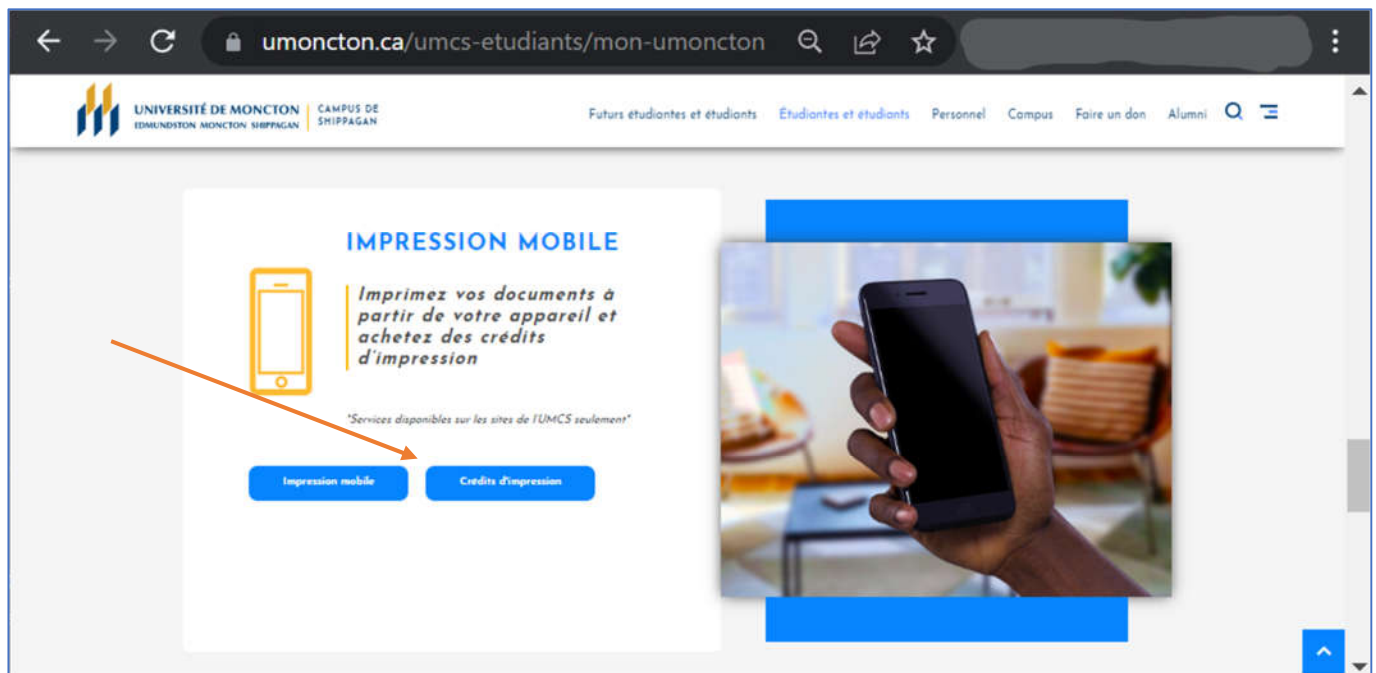 umoncton.ca/umcs-etudiants/mon-umoncton
UNIVERSITÉ DE MONCTON
EDMUNDSTON MONCTON SHIPPAGAN
CAMPUS DE
SHIPPAGAN
Futurs étudiantes et étudiants Étudiantes et étudiants Personnel Campus Faire un don Alumni
IMPRESSION MOBILE
Imprimez vos documents à
partir de votre appareil et
achetez des crédits
d'impression
"Services disponibles sur les sites de l'UMCS seulement"
Impression mobile Crédits d'impression